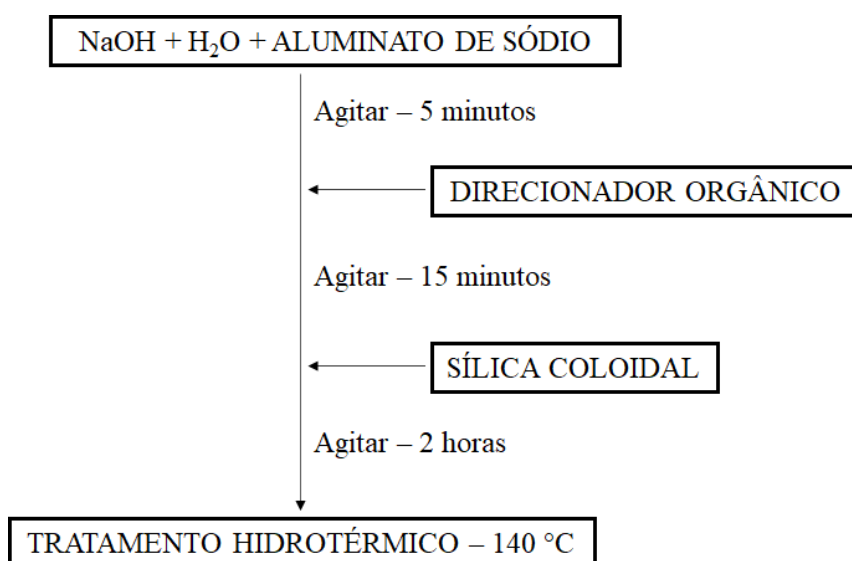 NaOH + H₂O + ALUMINATO DE SÓDIO
Agitar – 5 minutos
DIRECIONADOR ORGÂNICO
Agitar – 15 minutos
SÍLICA COLOIDAL
Agitar – 2 horas
TRATAMENTO HIDROTÉRMICO – 140 °C